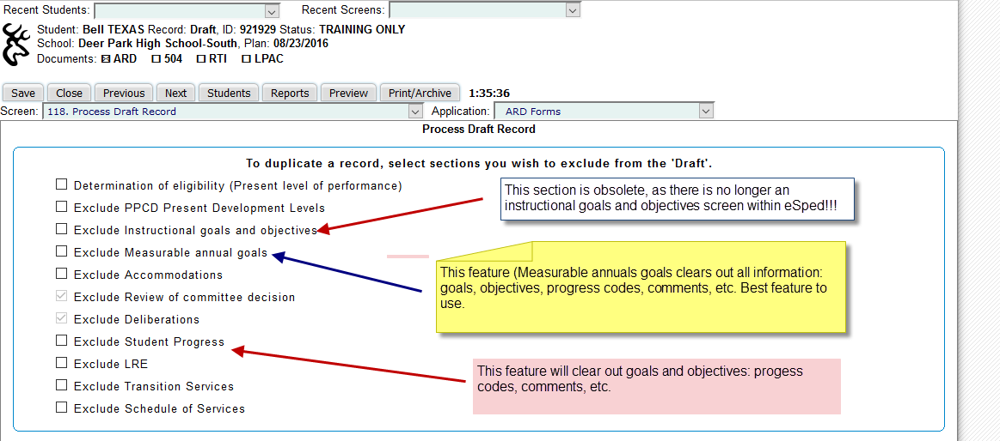 Recent Students: Recent Screens:
Student: Bell TEXAS Record: Draft, ID: 921929 Status: TRAINING ONLY
School: Deer Park High School-South, Plan: 08/23/2016
Documents: ARD 504 RTI LPAC
Save Close Previous Next Students Reports Preview Print/Archive 1:35:36
Screen: 118. Process Draft Record Application: ARD Forms
Process Draft Record
To duplicate a record, select sections you wish to exclude from the 'Draft'.
Determination of eligibility (Present level of performance)
Exclude PPCD Present Development Levels
Exclude Instructional goals and objectives
Exclude Measurable annual goals
Exclude Accommodations
Exclude Review of committee decision
Exclude Deliberations
Exclude Student Progress
Exclude LRE
Exclude Transition Services
Exclude Schedule of Services
This section is obsolete, as there is no longer an
instructional goals and objectives screen within eSped!!!
This feature (Measurable annuals goals clears out all information:
goals, objectives, progress codes, comments, etc. Best feature to
use.
This feature will clear out goals and objectives: progess
codes, comments, etc.